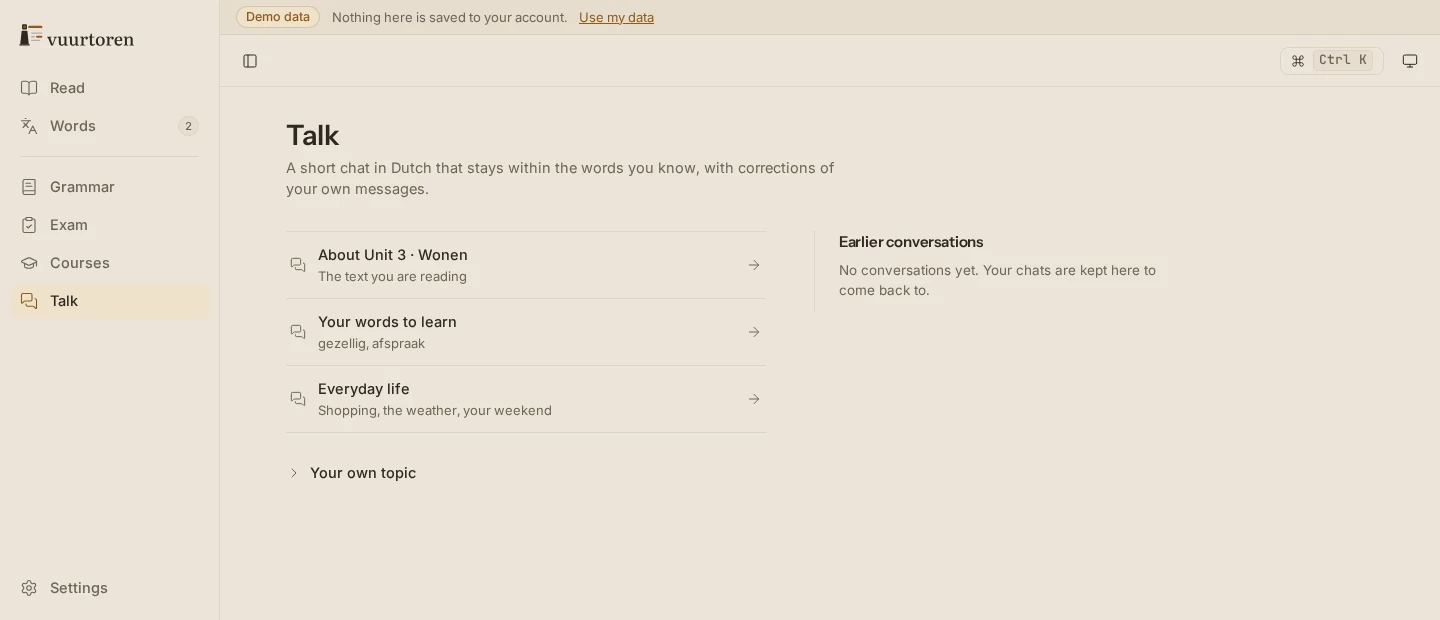 vuurtoren
Read
Words 2
Grammar
Exam
Courses
Talk
Settings
Demo data Nothing here is saved to your account. Use my data
⌘ Ctrl K
Talk
A short chat in Dutch that stays within the words you know, with corrections of
your own messages.
About Unit 3 · Wonen
The text you are reading
Your words to learn
gezellig, afspraak
Everyday life
Shopping, the weather, your weekend
Your own topic
Earlier conversations
No conversations yet. Your chats are kept here to
come back to.